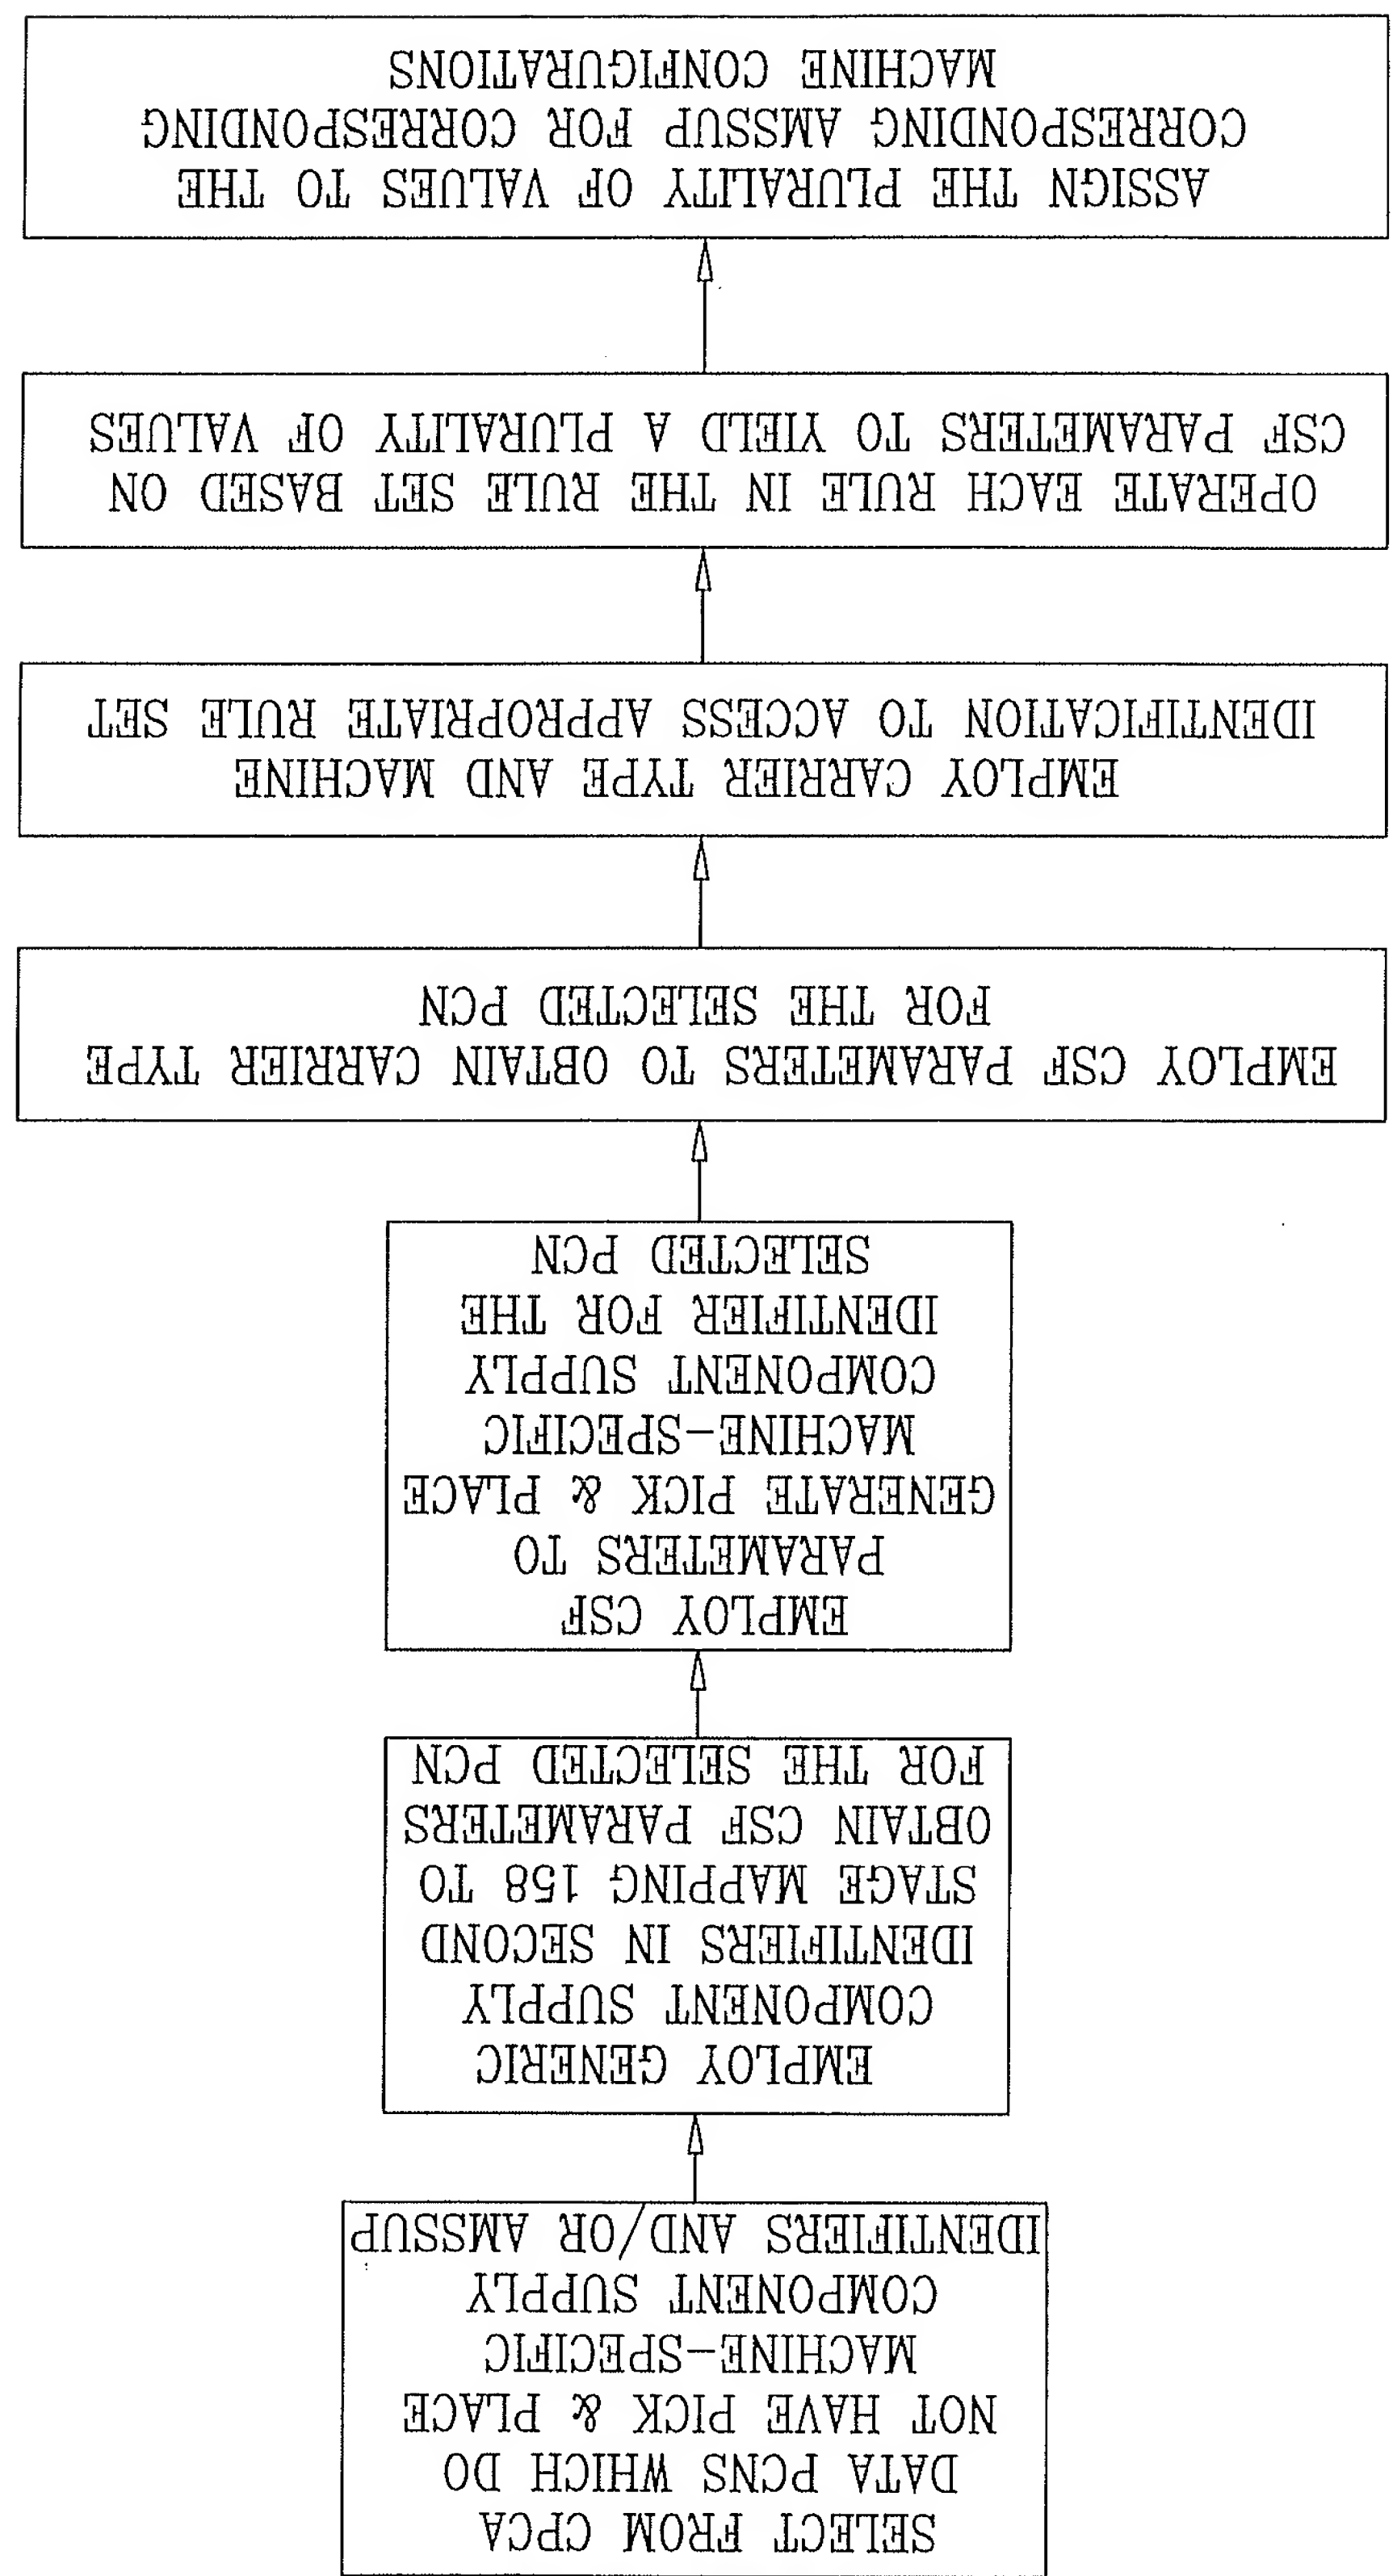 SELECT FROM CPCA
DATA PCNS WHICH DO
NOT HAVE PICK & PLACE
MACHINE-SPECIFIC
COMPONENT SUPPLY
IDENTIFIERS AND/OR AMSSUP
EMPLOY GENERIC
COMPONENT SUPPLY
IDENTIFIERS IN SECOND
STAGE MAPPING 158 TO
OBTAIN CSF PARAMETERS
FOR THE SELECTED PCN
EMPLOY CSF
PARAMETERS TO
GENERATE PICK & PLACE
MACHINE-SPECIFIC
COMPONENT SUPPLY
IDENTIFIER FOR THE
SELECTED PCN
EMPLOY CSF PARAMETERS TO OBTAIN CARRIER TYPE
FOR THE SELECTED PCN
EMPLOY CARRIER TYPE AND MACHINE
IDENTIFICATION TO ACCESS APPROPRIATE RULE SET
OPERATE EACH RULE IN THE RULE SET BASED ON
CSF PARAMETERS TO YIELD A PLURALITY OF VALUES
ASSIGN THE PLURALITY OF VALUES TO THE
CORRESPONDING AMSSUP FOR CORRESPONDING
MACHINE CONFIGURATIONS